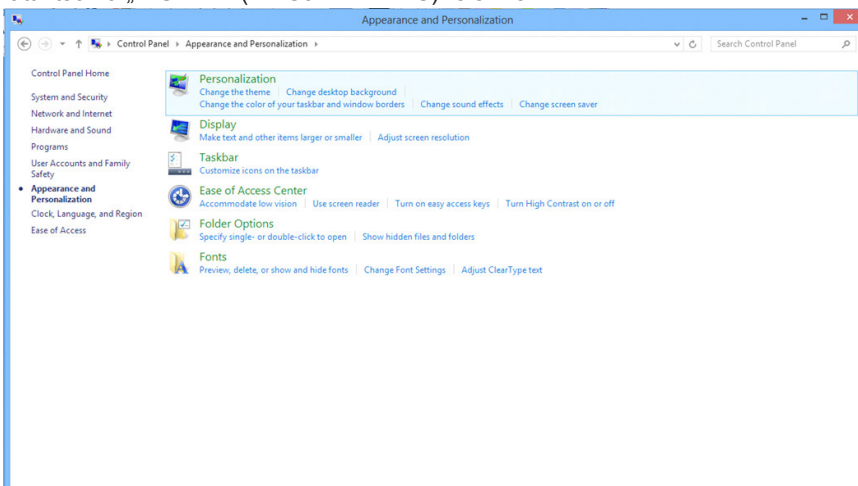 Appearance and Personalization
Control Panel Appearance and Personalization
Search Control Panel
Control Panel Home
System and Security
Network and Internet
Hardware and Sound
Programs
User Accounts and Family
Safety
Appearance and
Personalization
Clock, Language, and Region
Ease of Access
Personalization
Change the theme Change desktop background
Change the color of your taskbar and window borders Change sound effects Change screen saver
Display
Make text and other items larger or smaller Adjust screen resolution
Taskbar
Customize icons on the taskbar
Ease of Access Center
Accommodate low vision Use screen reader Turn on easy access keys Turn High Contrast on or off
Folder Options
Specify single- or double-click to open Show hidden files and folders
Fonts
Preview, delete, or show and hide fonts Change Font Settings Adjust ClearType text